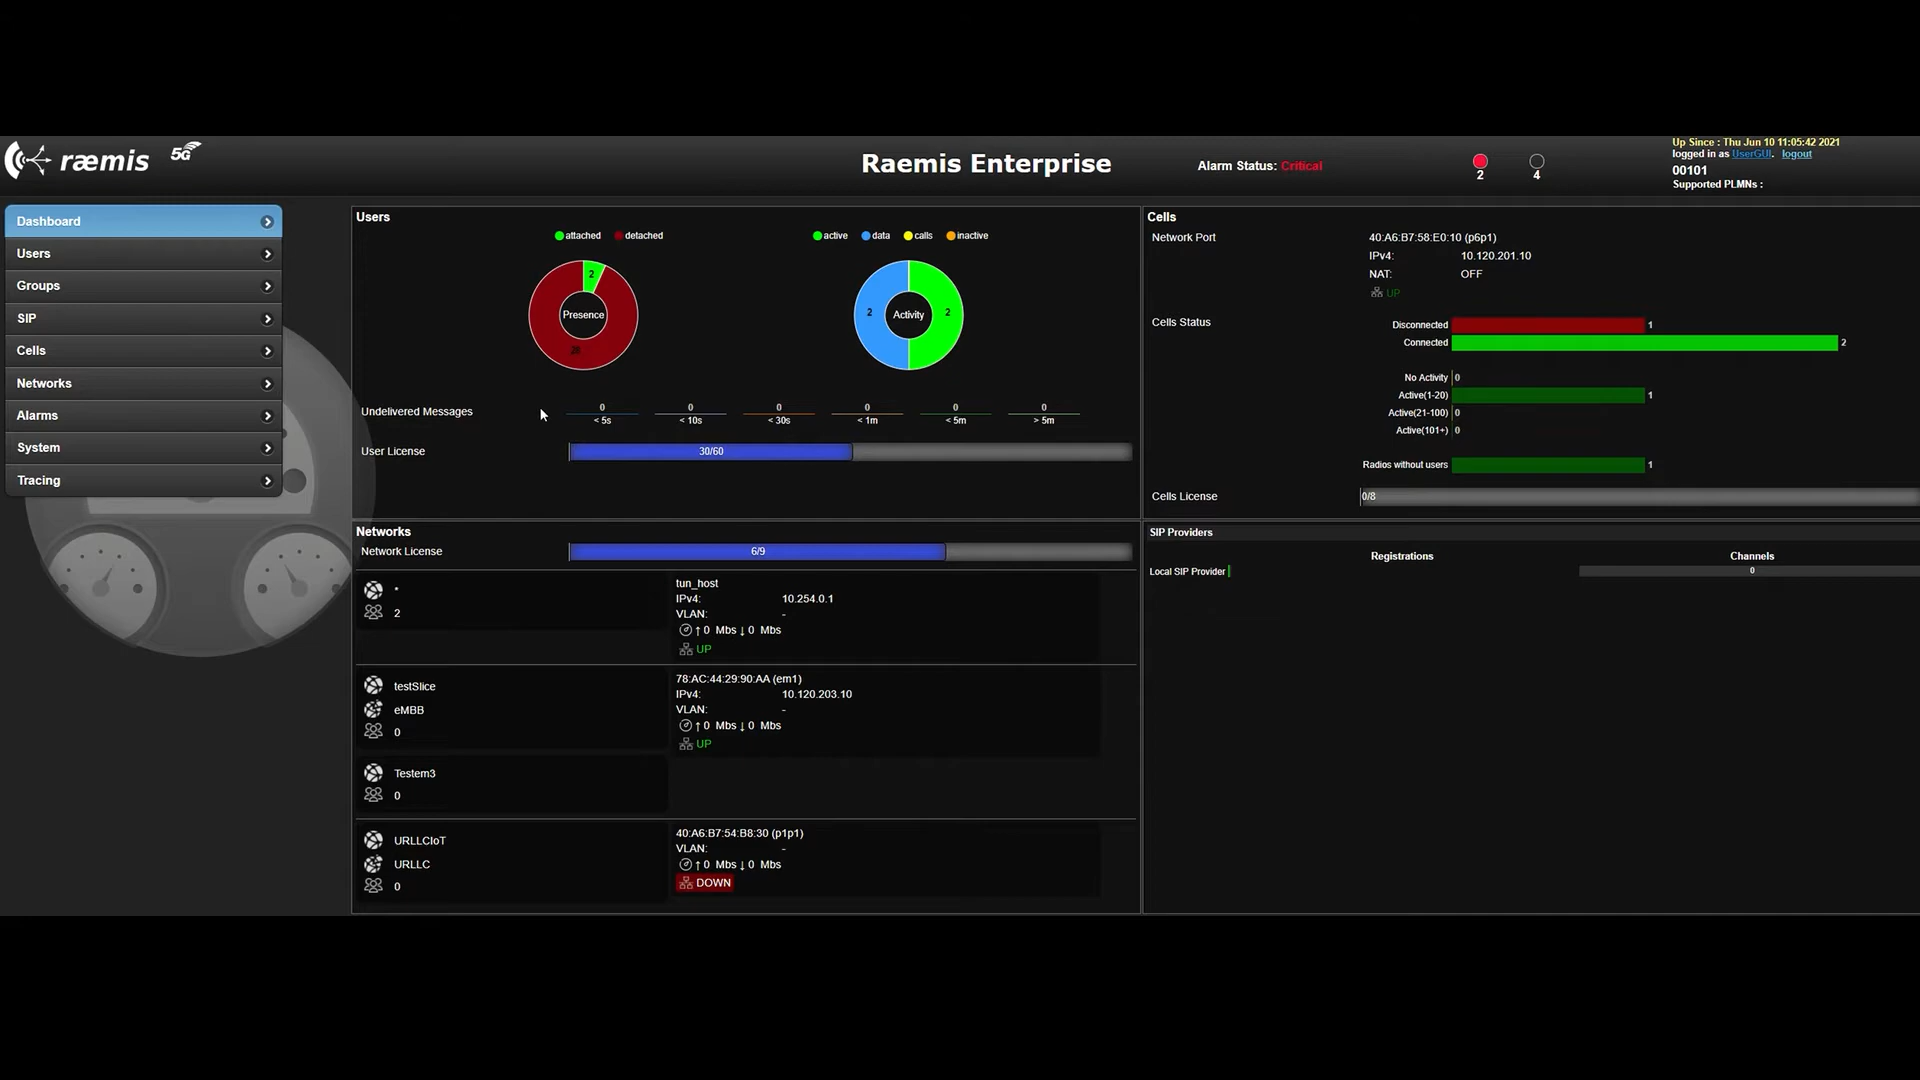 ræmis 5G
Raemis Enterprise
Alarm Status: Critical
2
4
Up Since : Thu Jun 10 11:05:42 2021
logged in as UserGUI. logout
00101
Supported PLMNs :
Dashboard
Users
Groups
SIP
Cells
Networks
Alarms
System
Tracing
Users
attached detached
2
Presence
active data calls inactive
2 Activity 2
Undelivered Messages
0 0 0 0 0 0
< 5s < 10s < 30s < 1m < 5m > 5m
User License 30/60
Networks
Network License 6/9
*
2
tun_host
IPv4: 10.254.0.1
VLAN: -
↑ 0 Mbs ↓ 0 Mbs
UP
testSlice
eMBB
0
78:AC:44:29:90:AA (em1)
IPv4: 10.120.203.10
VLAN: -
↑ 0 Mbs ↓ 0 Mbs
UP
Testem3
0
URLLCIoT
URLLC
0
40:A6:B7:54:B8:30 (p1p1)
VLAN: -
↑ 0 Mbs ↓ 0 Mbs
DOWN
Cells
Network Port 40:A6:B7:58:E0:10 (p6p1)
IPv4: 10.120.201.10
NAT: OFF
UP
Cells Status
Disconnected 1
Connected 2
No Activity 0
Active(1-20) 1
Active(21-100) 0
Active(101+) 0
Radios without users 1
Cells License 0/8
SIP Providers
Registrations Channels
Local SIP Provider 0